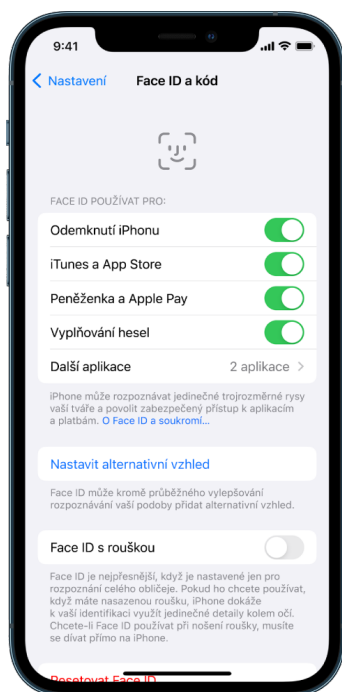 9:41
Nastavení
Face ID a kód
FACE ID POUŽÍVAT PRO:
Odemknutí iPhonu
iTunes a App Store
Peněženka a Apple Pay
Vyplňování hesel
Další aplikace
2 aplikace
iPhone může rozpoznávat jedinečné trojrozměrné rysy
vaší tváře a povolit zabezpečený přístup k aplikacím
a platbám. O Face ID a soukromí...
Nastavit alternativní vzhled
Face ID může kromě průběžného vylepšování
rozpoznávání vaší podoby přidat alternativní vzhled.
Face ID s rouškou
Face ID je nejpřesnější, když je nastavené jen pro
rozpoznání celého obličeje. Pokud ho chcete používat,
když máte nasazenou roušku, iPhone dokáže
k vaší identifikaci využít jedinečné detaily kolem očí.
Chcete-li Face ID používat při nošení roušky, musíte
se dívat přímo na iPhone.
Resetovat Face ID